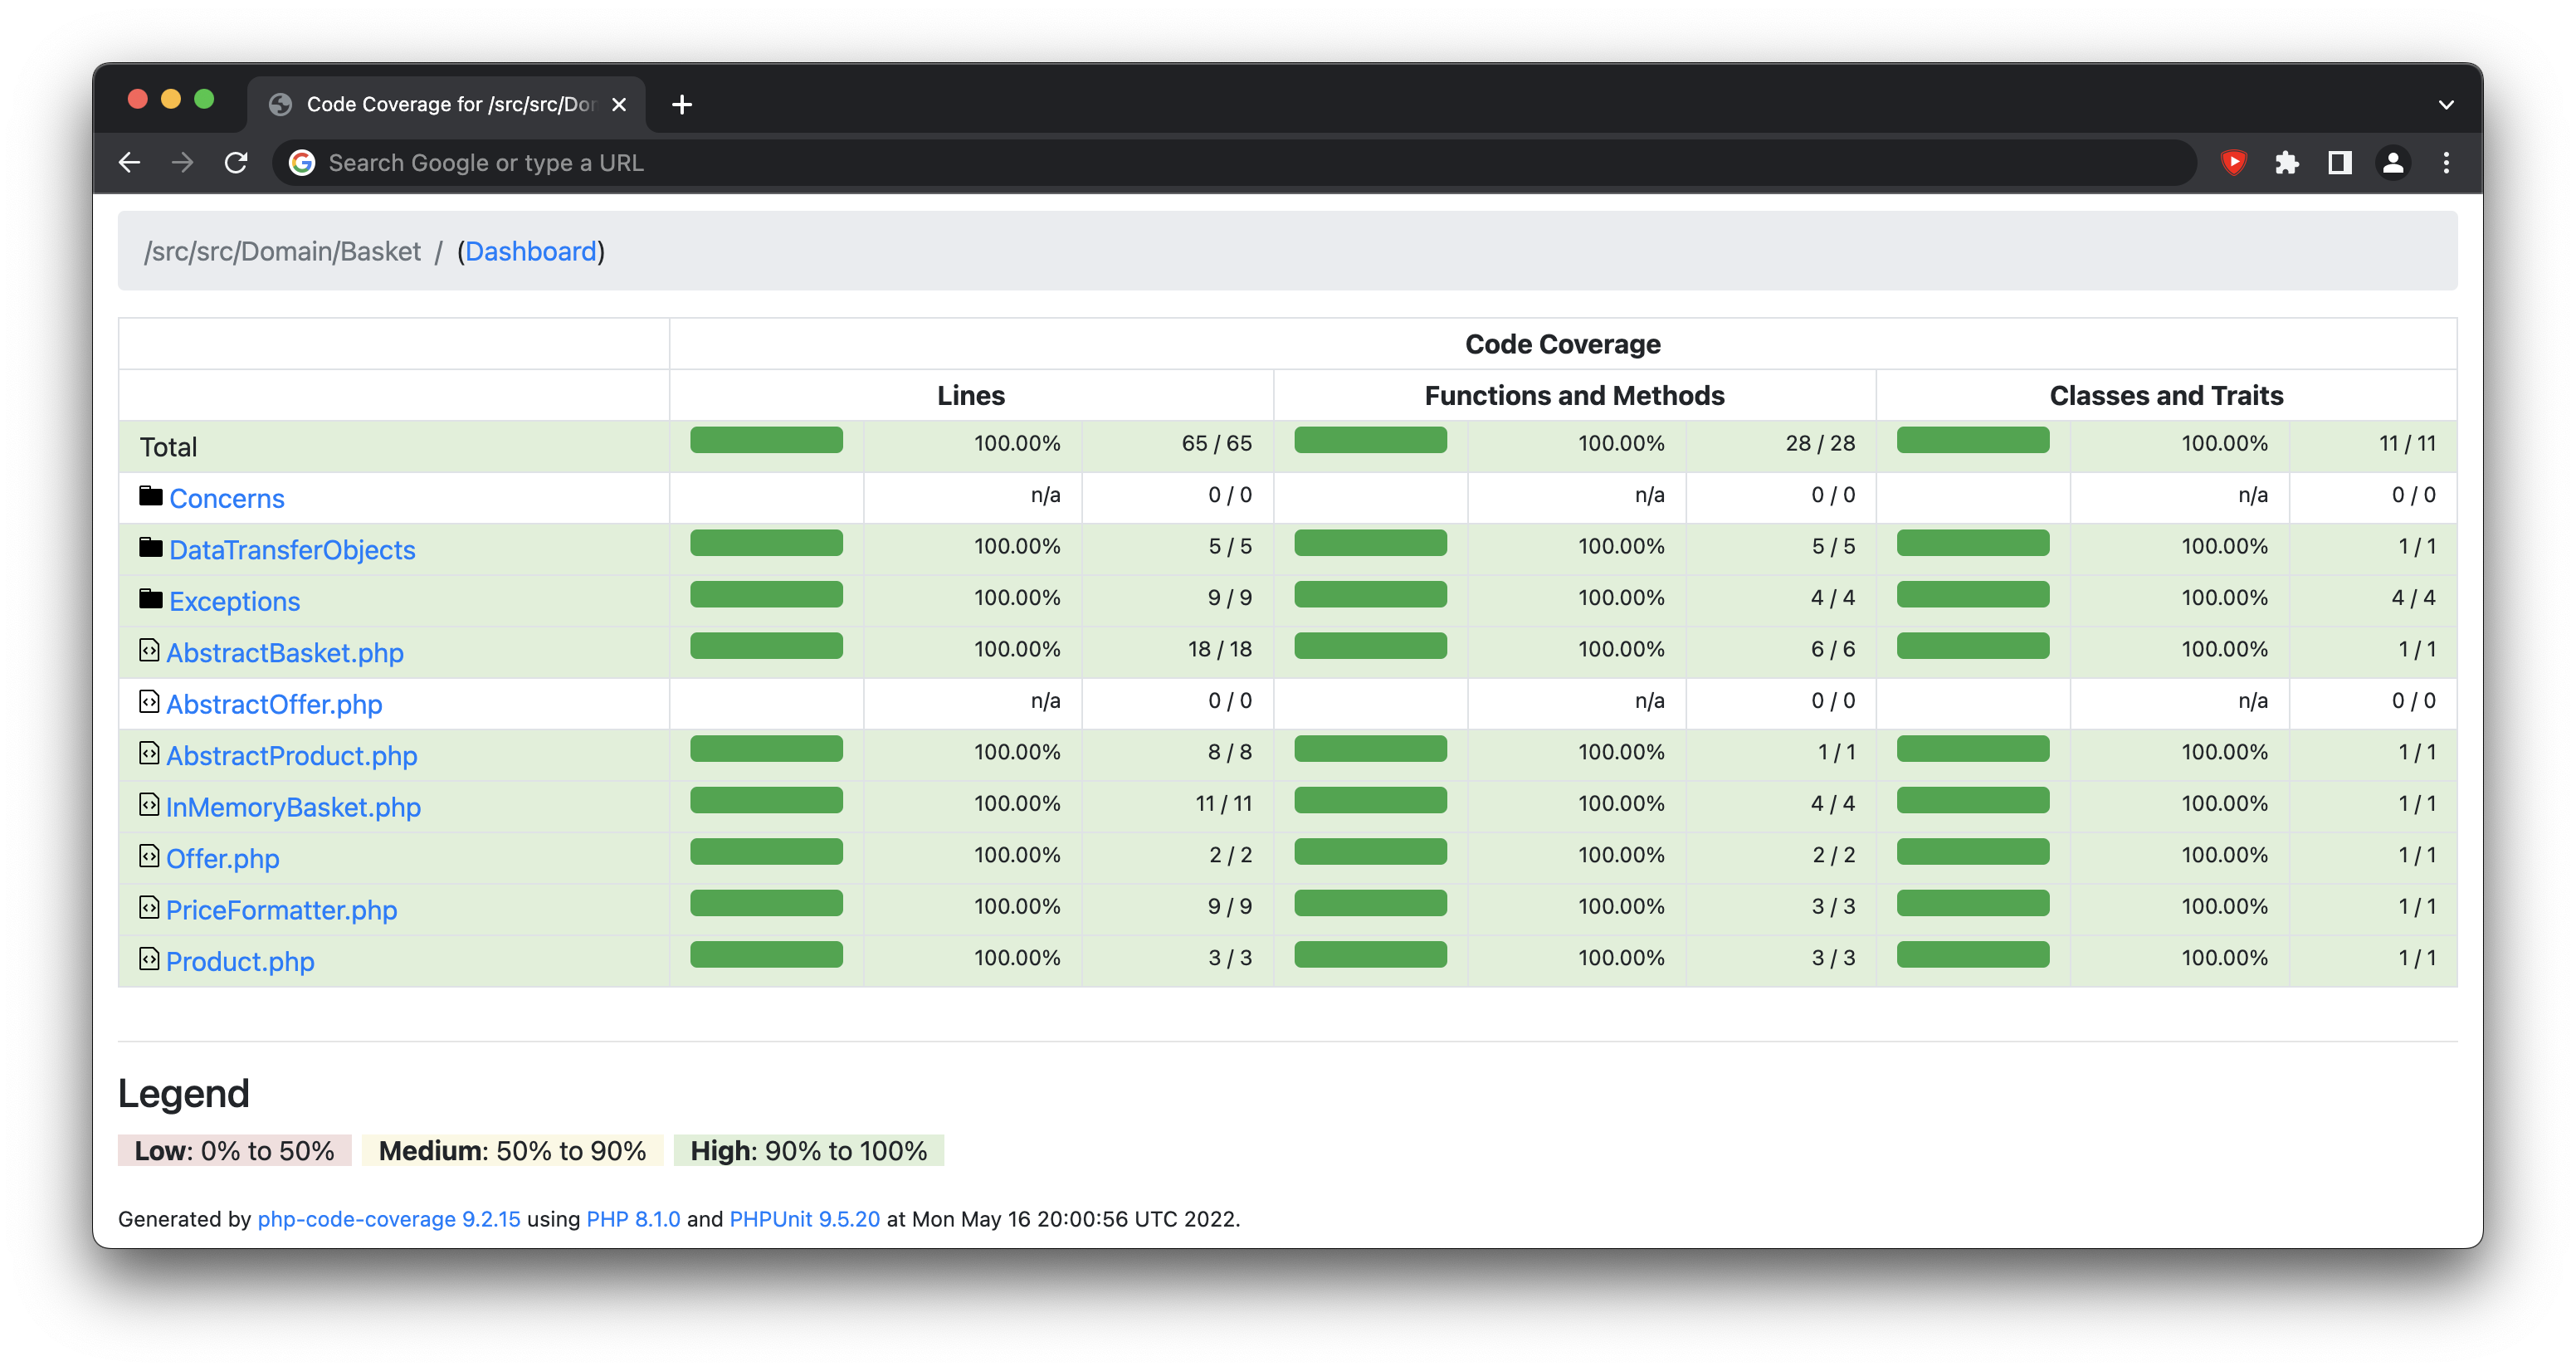 Code Coverage for /src/src/Dor
Search Google or type a URL
/src/src/Domain/Basket / (Dashboard)
Code Coverage
Lines Functions and Methods Classes and Traits
Total 100.00% 65 / 65 100.00% 28 / 28 100.00% 11 / 11
Concerns n/a 0 / 0 n/a 0 / 0 n/a 0 / 0
DataTransferObjects 100.00% 5 / 5 100.00% 5 / 5 100.00% 1 / 1
Exceptions 100.00% 9 / 9 100.00% 4 / 4 100.00% 4 / 4
AbstractBasket.php 100.00% 18 / 18 100.00% 6 / 6 100.00% 1 / 1
AbstractOffer.php n/a 0 / 0 n/a 0 / 0 n/a 0 / 0
AbstractProduct.php 100.00% 8 / 8 100.00% 1 / 1 100.00% 1 / 1
InMemoryBasket.php 100.00% 11 / 11 100.00% 4 / 4 100.00% 1 / 1
Offer.php 100.00% 2 / 2 100.00% 2 / 2 100.00% 1 / 1
PriceFormatter.php 100.00% 9 / 9 100.00% 3 / 3 100.00% 1 / 1
Product.php 100.00% 3 / 3 100.00% 3 / 3 100.00% 1 / 1
Legend
Low: 0% to 50% Medium: 50% to 90% High: 90% to 100%
Generated by php-code-coverage 9.2.15 using PHP 8.1.0 and PHPUnit 9.5.20 at Mon May 16 20:00:56 UTC 2022.